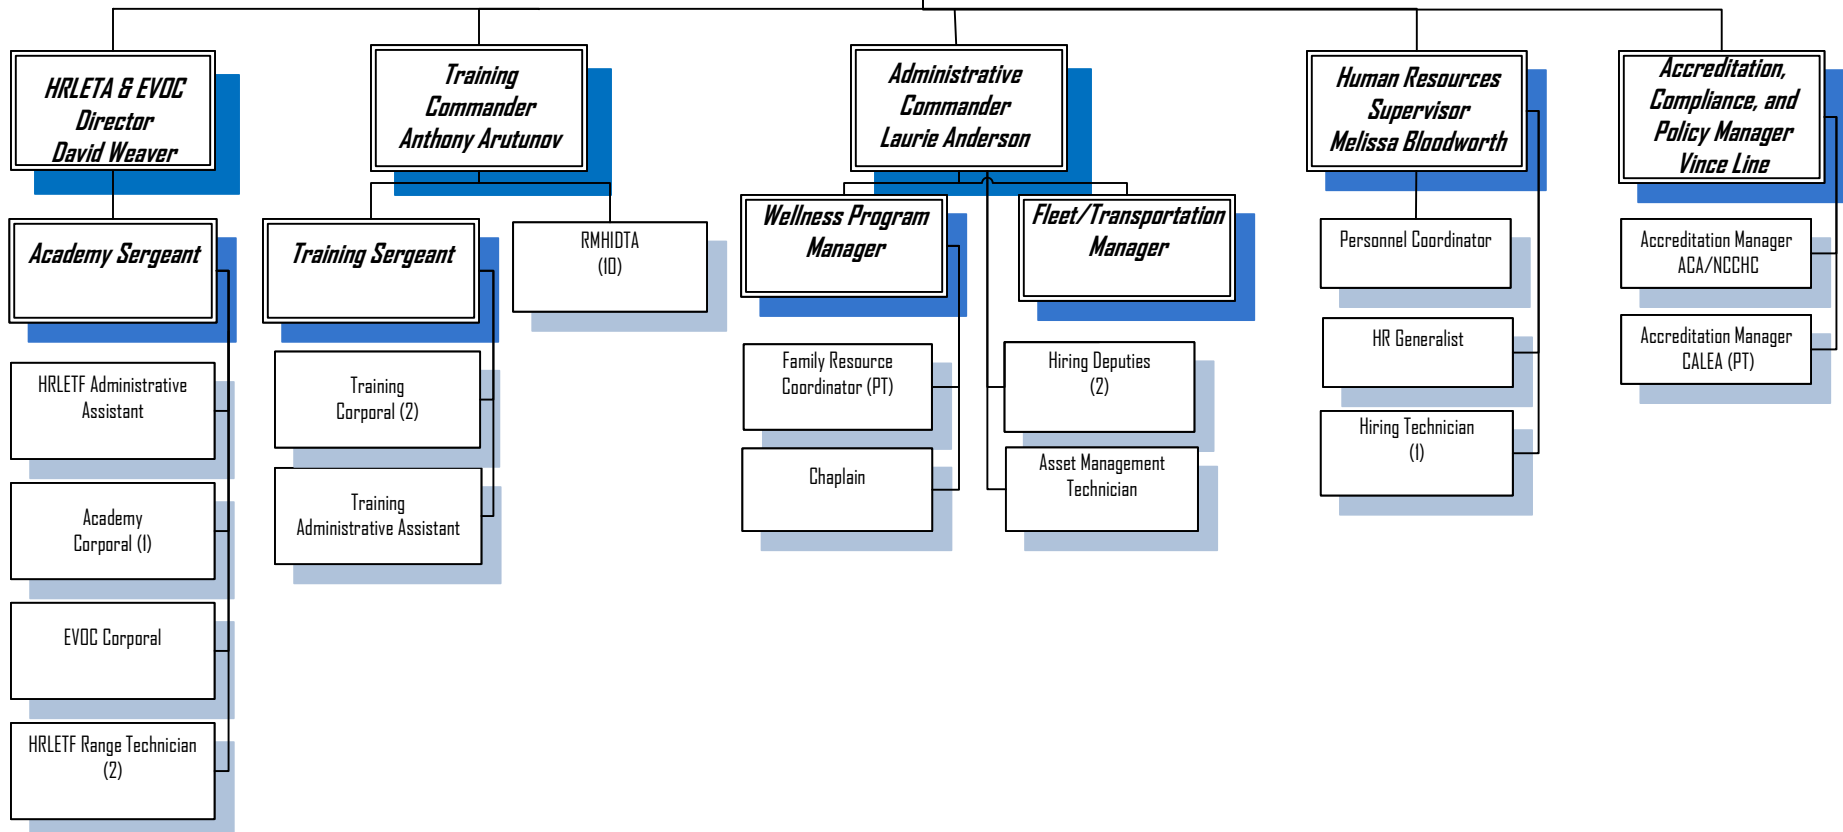 HRLETA & EVOC
Director
David Weaver
Training
Commander
Anthony Arutunov
Administrative
Commander
Laurie Anderson
Human Resources
Supervisor
Melissa Bloodworth
Accreditation,
Compliance, and
Policy Manager
Vince Line
Academy Sergeant
Training Sergeant
RMHIDTA
(10)
Wellness Program
Manager
Fleet/Transportation
Manager
Personnel Coordinator
Accreditation Manager
ACA/NCCHC
HRLETF Administrative
Assistant
Training
Corporal (2)
Family Resource
Coordinator (PT)
Hiring Deputies
(2)
HR Generalist
Accreditation Manager
CALEA (PT)
Academy
Corporal (1)
Training
Administrative Assistant
Chaplain
Asset Management
Technician
Hiring Technician
(1)
EVOC Corporal
HRLETF Range Technician
(2)